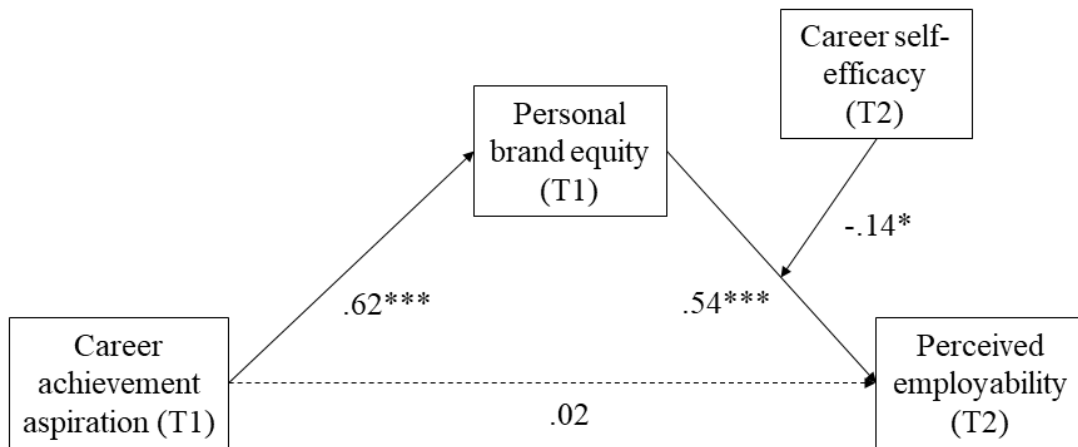 Career self-
efficacy
(T2)
Personal
brand equity
(T1)
-.14*
.62***
.54***
Career
achievement
aspiration (T1)
.02
Perceived
employability
(T2)